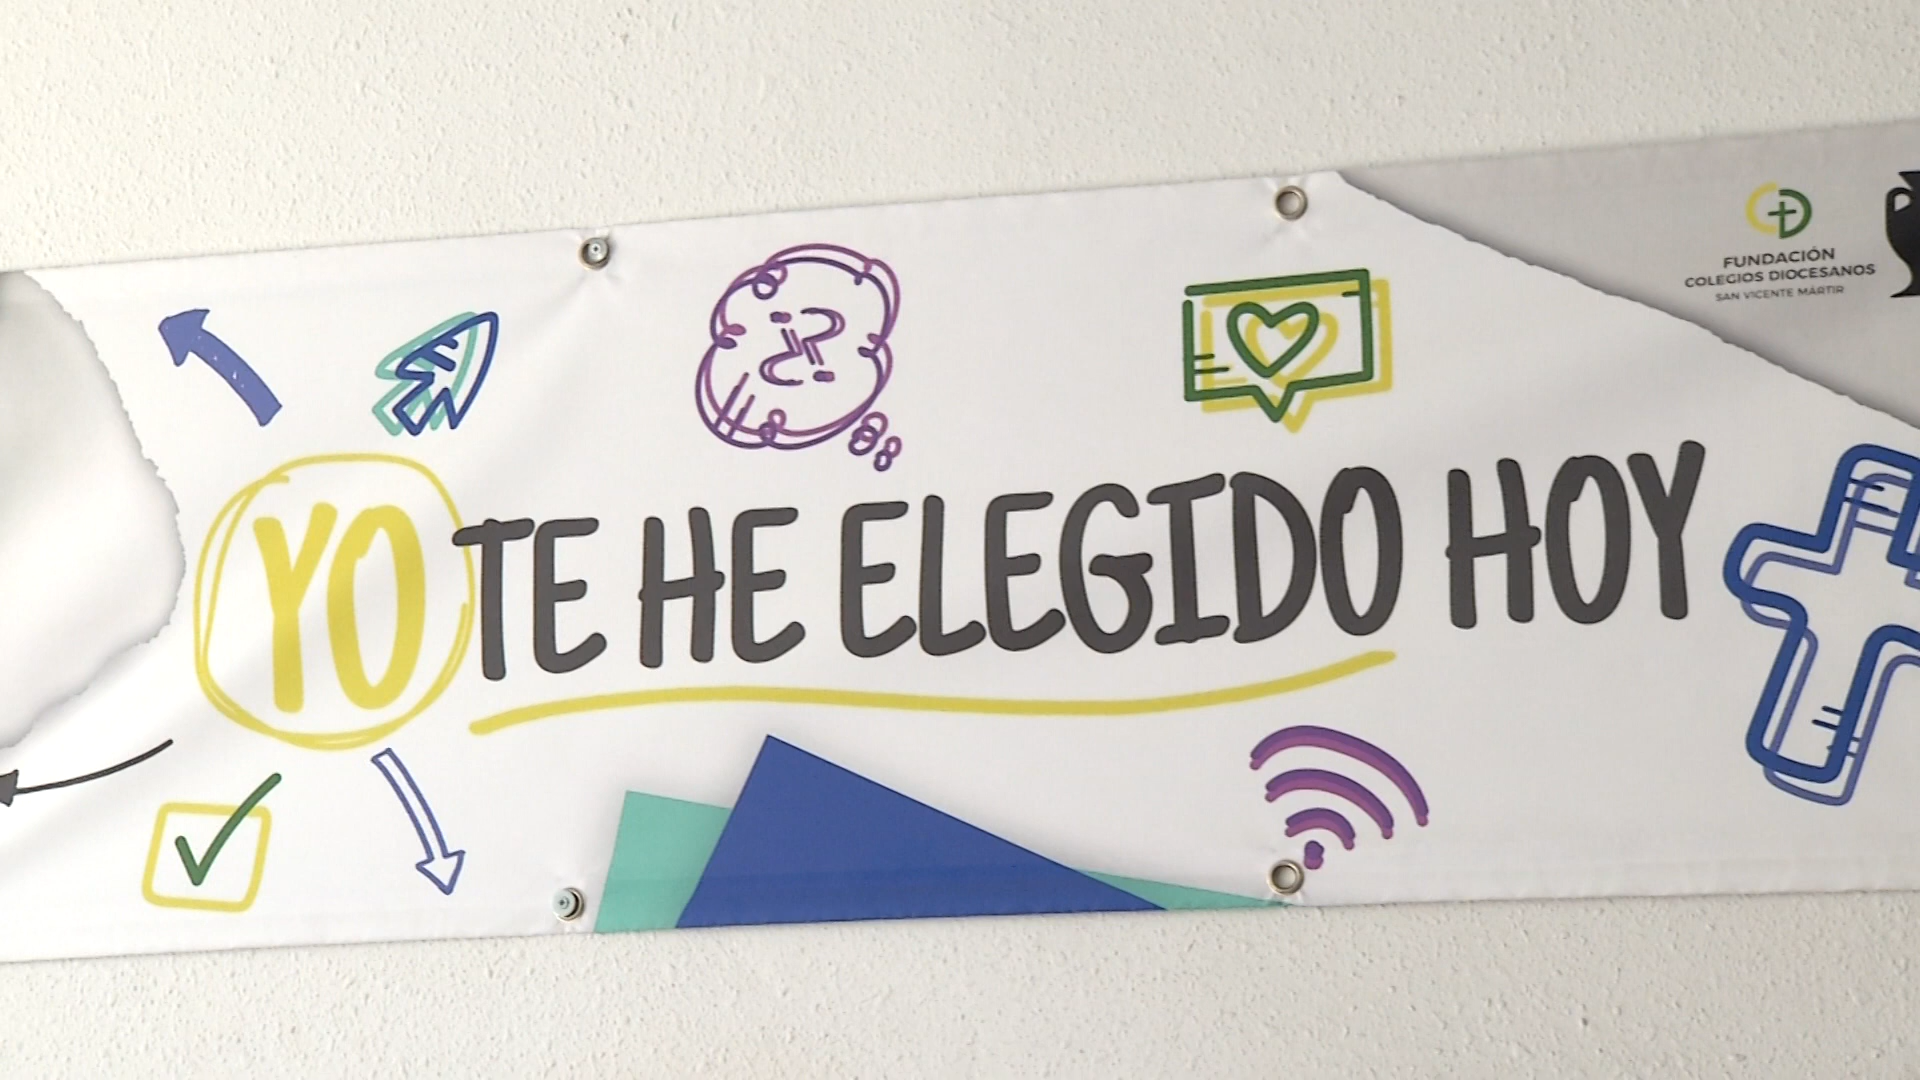 FUNDACIÓN
COLEGIOS DIOCESANOS
SAN VICENTE MÁRTIR
YO TE HE ELEGIDO HOY